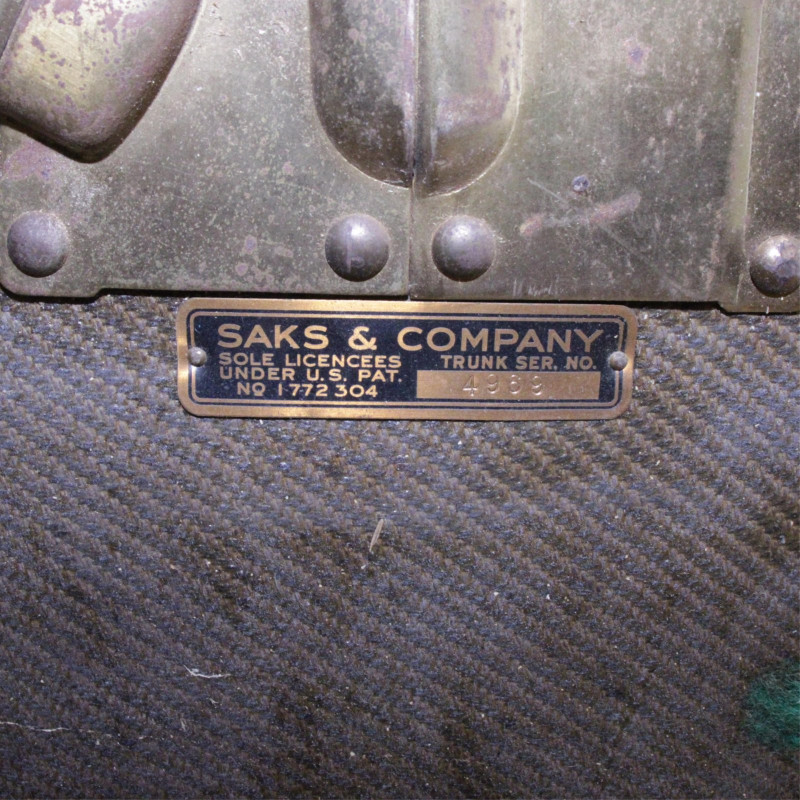 SAKS & COMPANY
SOLE LICENCEES
UNDER U.S. PAT.
No 1772304
TRUNK SER. NO.
4969